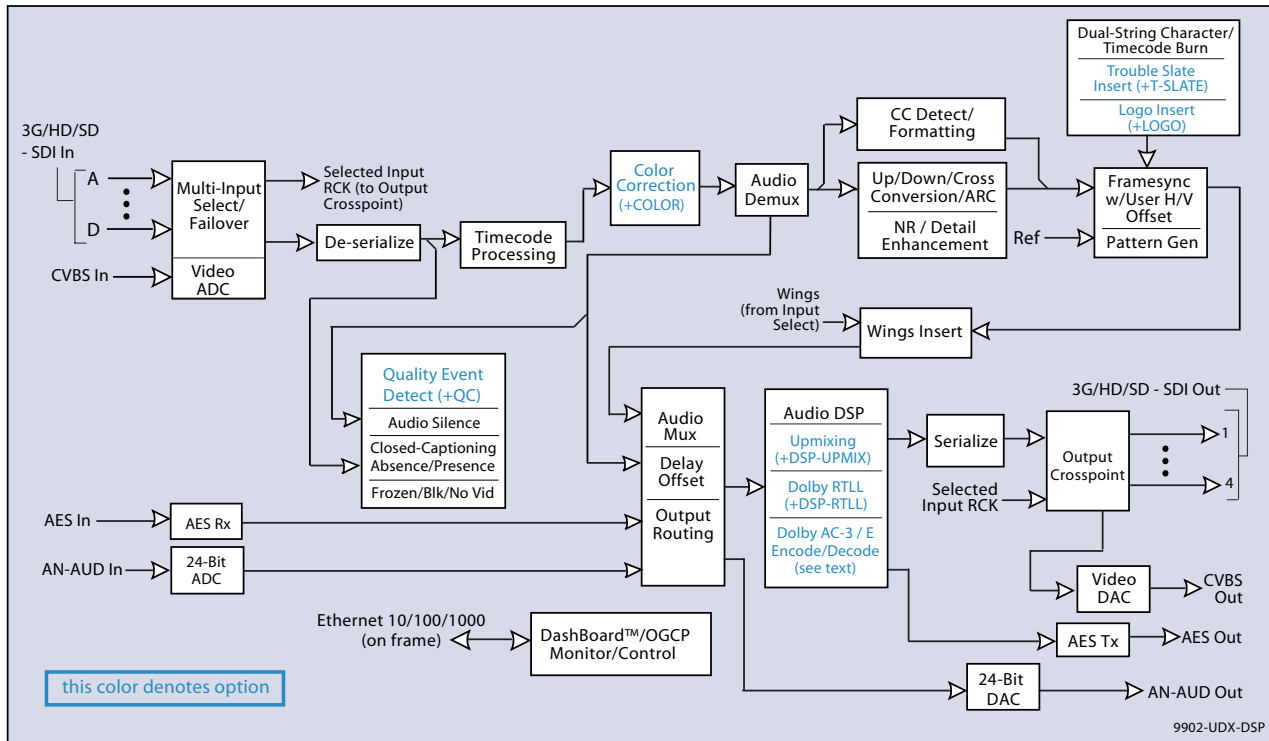 Dual-String Character/
Timecode Burn
Trouble Slate
Insert (+T-SLATE)
Logo Insert
(+LOGO)
3G/HD/SD
- SDI In
A
D
CVBS In
Multi-Input
Select/
Failover
Video
ADC
Selected Input
RCK (to Output
Crosspoint)
De-serialize
Timecode
Processing
Color
Correction
(+COLOR)
Audio
Demux
CC Detect/
Formatting
Up/Down/Cross
Conversion/ARC
NR / Detail
Enhancement
Ref
Framesync
w/User H/V
Offset
Pattern Gen
Wings
(from Input
Select)
Wings Insert
Quality Event
Detect (+QC)
Audio Silence
Closed-Captioning
Absence/Presence
Frozen/Blk/No Vid
Audio
Mux
Delay
Offset
Output
Routing
Audio DSP
Upmixing
(+DSP-UPMIX)
Dolby RTLL
(+DSP-RTLL)
Dolby AC-3 / E
Encode/Decode
(see text)
Serialize
Selected
Input RCK
Output
Crosspoint
3G/HD/SD - SDI Out
1
4
AES In
AES Rx
AN-AUD In
24-Bit
ADC
Video
DAC
CVBS
Out
AES Tx
AES Out
24-Bit
DAC
AN-AUD Out
Ethernet 10/100/1000
(on frame)
DashBoard™/OGCP
Monitor/Control
this color denotes option
9902-UDX-DSP